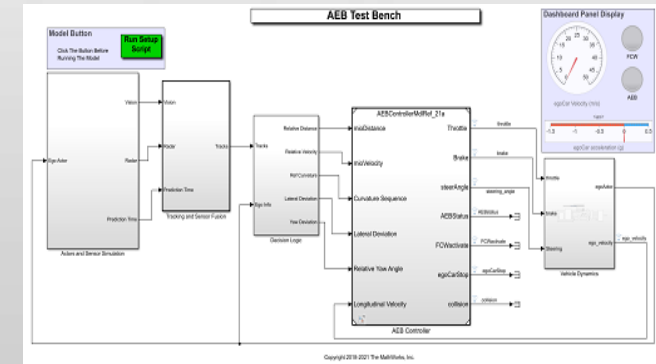 AEB Test Bench
Model Button
Click The Button Before
Running The Model
Run Setup
Script
Dashboard Panel Display
FCW
AEB
egoCar Velocity (m/s)
egoCar acceleration (g)
Ego Actor
Vision
Radar
Prediction Time
Actors and Sensor Simulation
Vision
Radar
Prediction Time
Tracks
Tracking and Sensor Fusion
Tracks
Ego Info
Relative Distance
Relative Velocity
Ref Curvature
Lateral Deviation
Yaw Deviation
Decision Logic
AEBControllerMdlRef_21a
mioDistance
mioVelocity
Curvature Sequence
Lateral Deviation
Relative Yaw Angle
Longitudinal Velocity
Throttle
Brake
steerAngle
AEBStatus
FCWactivate
egoCarStop
collision
AEB Controller
throttle
brake
steering_angle
AEBStatus
FCWactivate
egoCarStop
collision
throttle
brake
Steering
egoActor
ego_velocity
ego_velocity
Vehicle Dynamics
Copyright 2018-2021 The MathWorks, Inc.